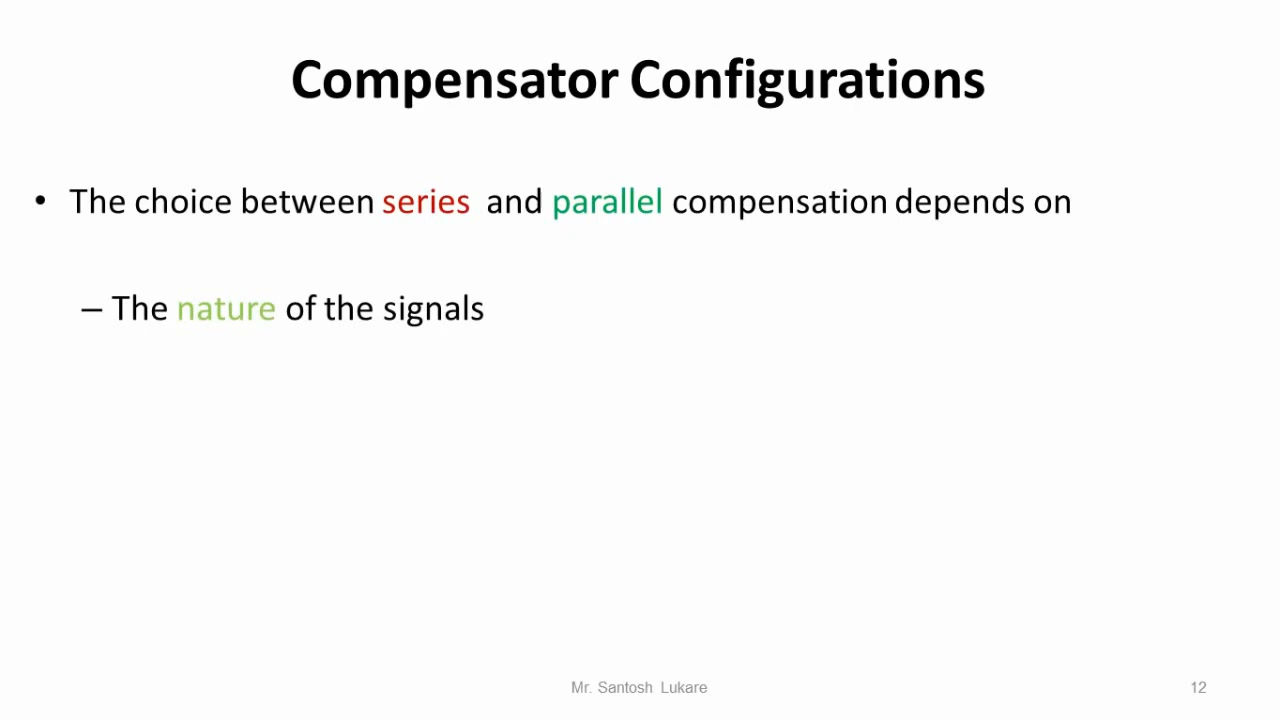 Compensator Configurations
• The choice between series and parallel compensation depends on
– The nature of the signals
Mr. Santosh Lukare
12